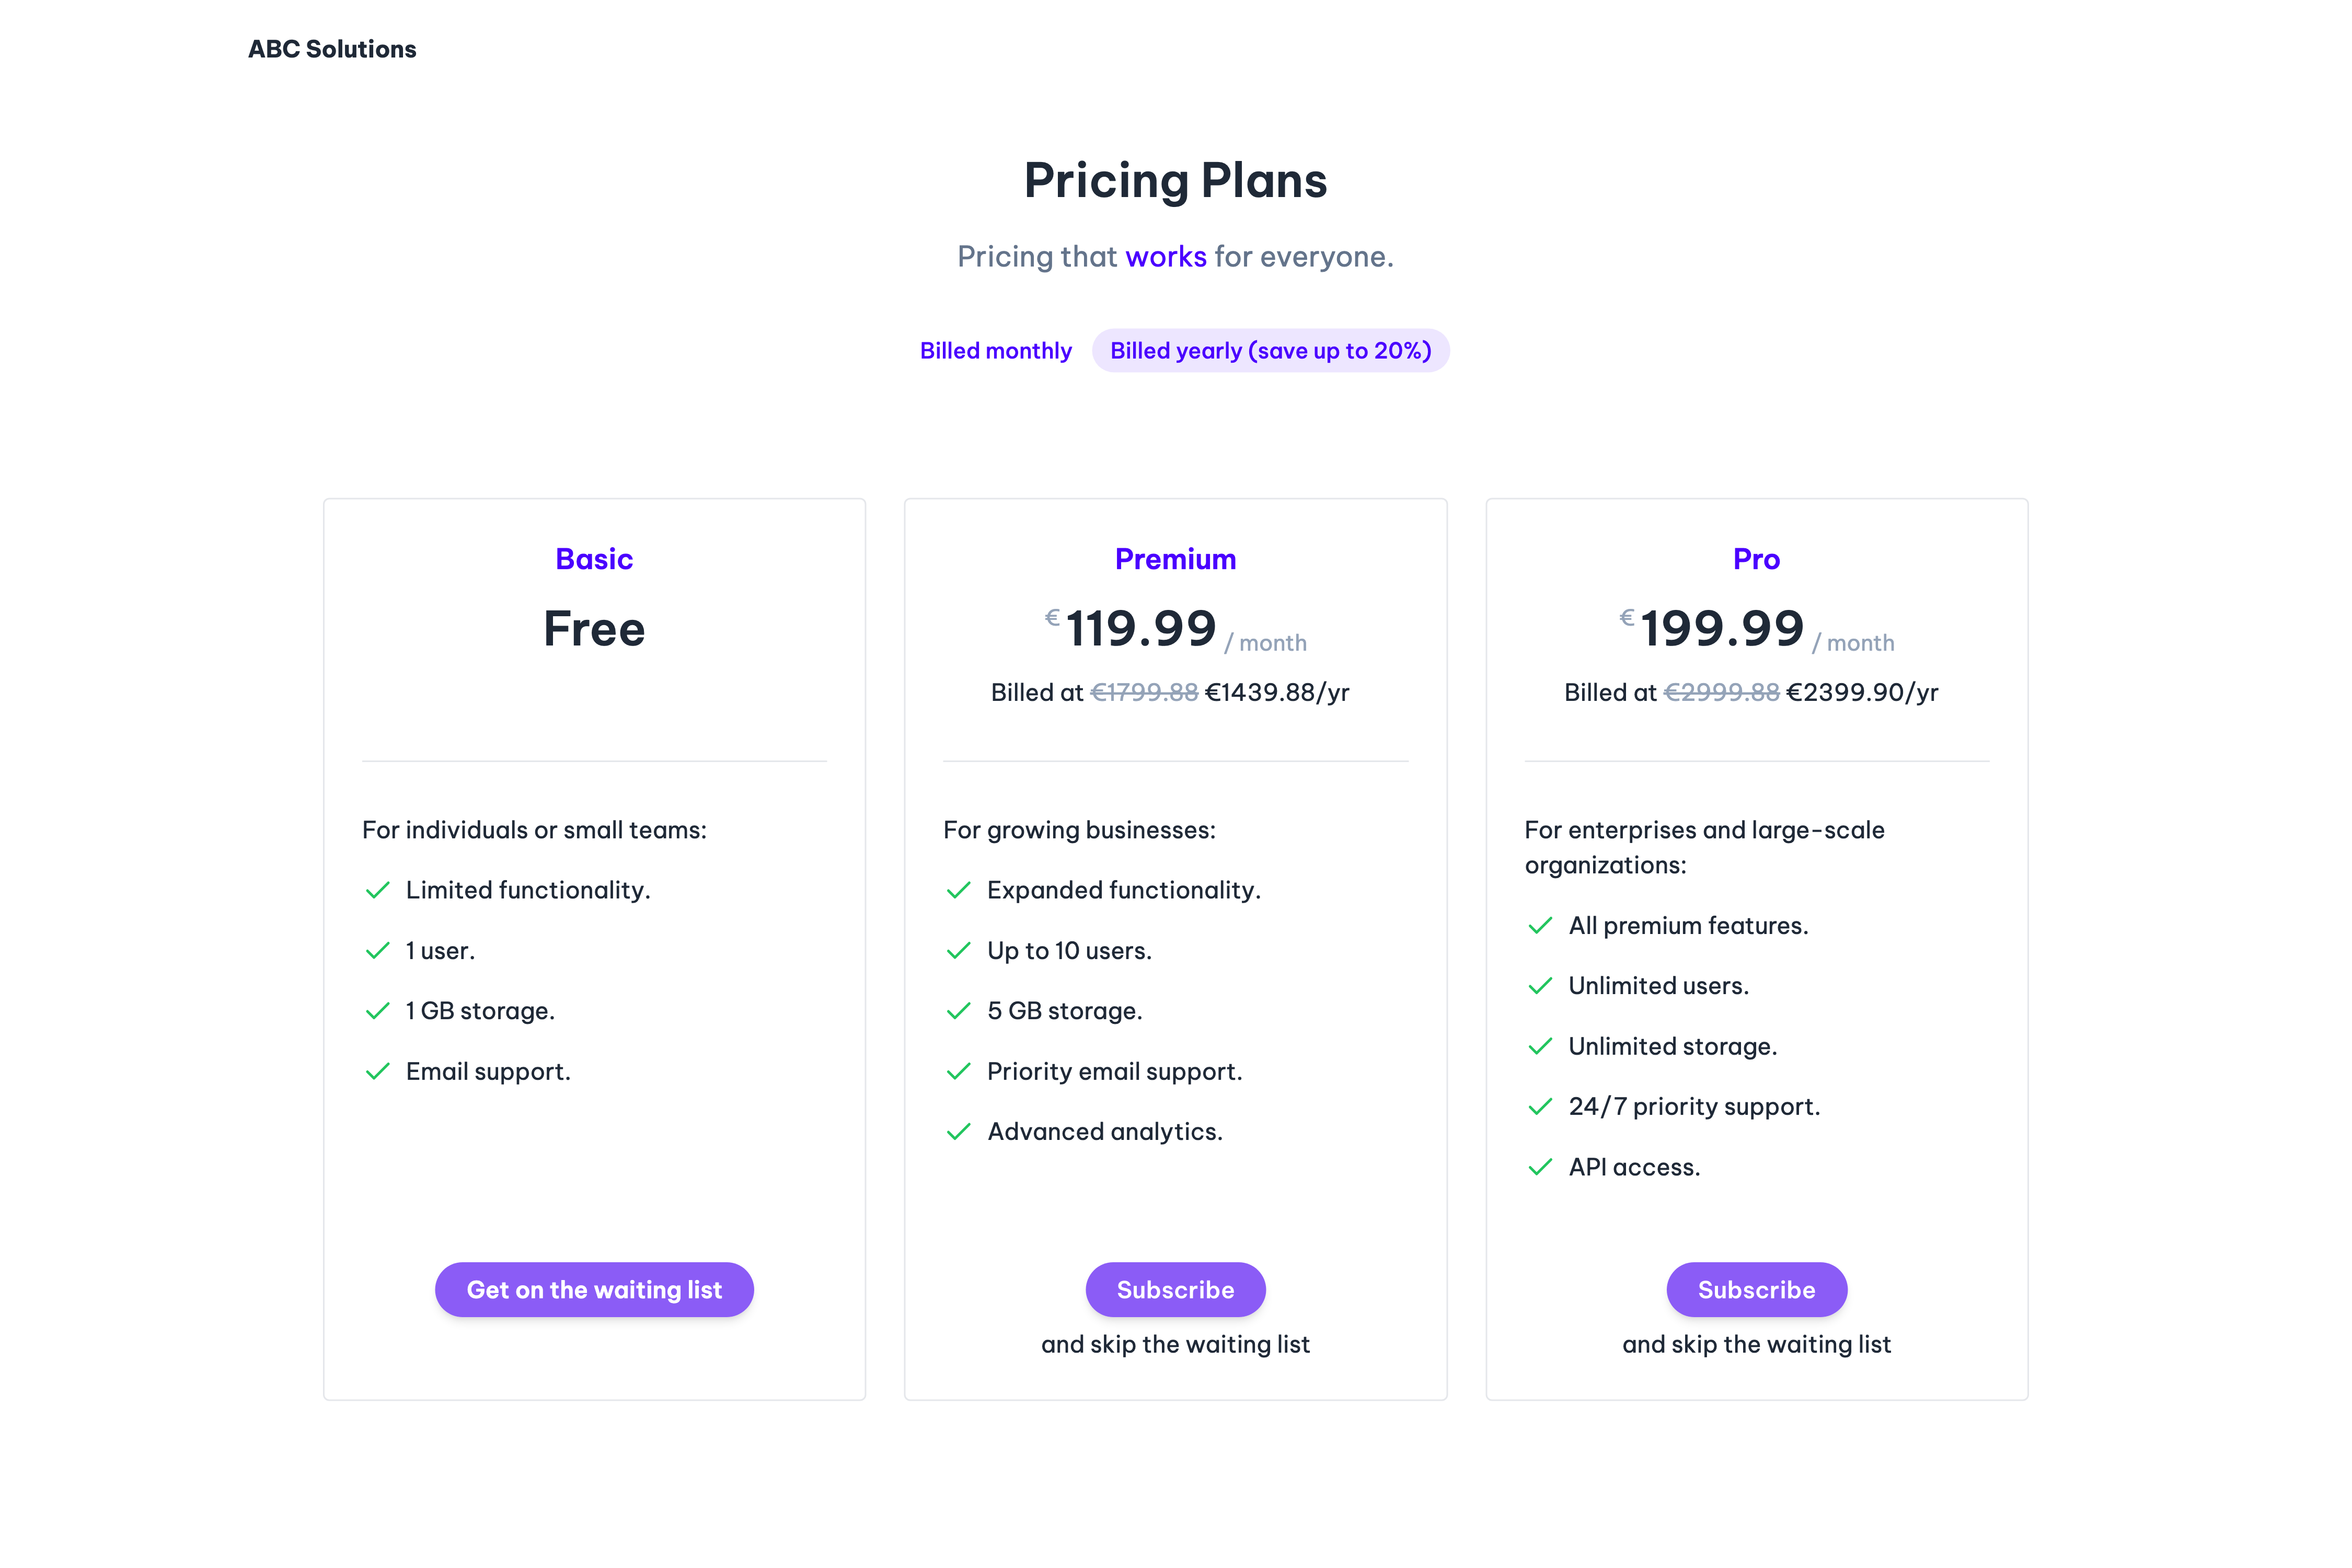 ABC Solutions
Pricing Plans
Pricing that works for everyone.
Billed monthly Billed yearly (save up to 20%)
Basic
Free
For individuals or small teams:
Limited functionality.
1 user.
1 GB storage.
Email support.
Get on the waiting list
Premium
€119.99 / month
Billed at €1799.88 €1439.88/yr
For growing businesses:
Expanded functionality.
Up to 10 users.
5 GB storage.
Priority email support.
Advanced analytics.
Subscribe
and skip the waiting list
Pro
€199.99 / month
Billed at €2999.88 €2399.90/yr
For enterprises and large-scale
organizations:
All premium features.
Unlimited users.
Unlimited storage.
24/7 priority support.
API access.
Subscribe
and skip the waiting list